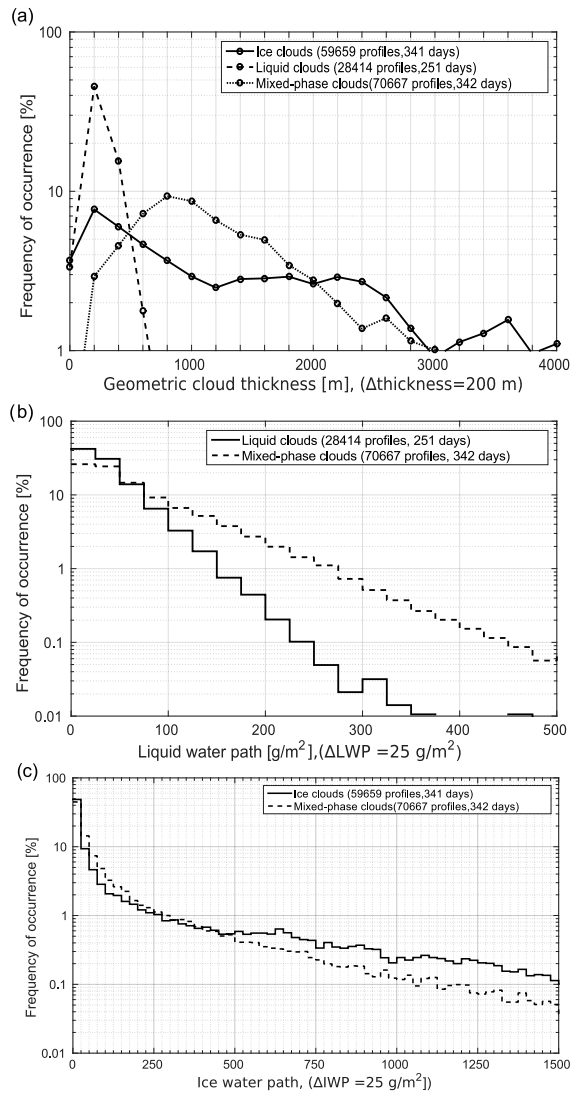 (a)
100
10
1
Frequency of occurrence [%]
Ice clouds (59659 profiles,341 days)
Liquid clouds (28414 profiles,251 days)
Mixed-phase clouds(70667 profiles,342 days)
0 1000 2000 3000 4000
Geometric cloud thickness [m], (Δthickness=200 m)
(b)
100
10
1
0.1
0.01
Frequency of occurrence [%]
Liquid clouds (28414 profiles, 251 days)
Mixed-phase clouds (70667 profiles, 342 days)
0 100 200 300 400 500
Liquid water path [g/m²],(ΔLWP =25 g/m²)
(c)
100
10
1
0.1
0.01
Frequency of occurrence [%]
Ice clouds (59659 profiles,341 days)
Mixed-phase clouds(70667 profiles, 342 days)
0 250 500 750 1000 1250 1500
Ice water path, (ΔIWP =25 g/m²])